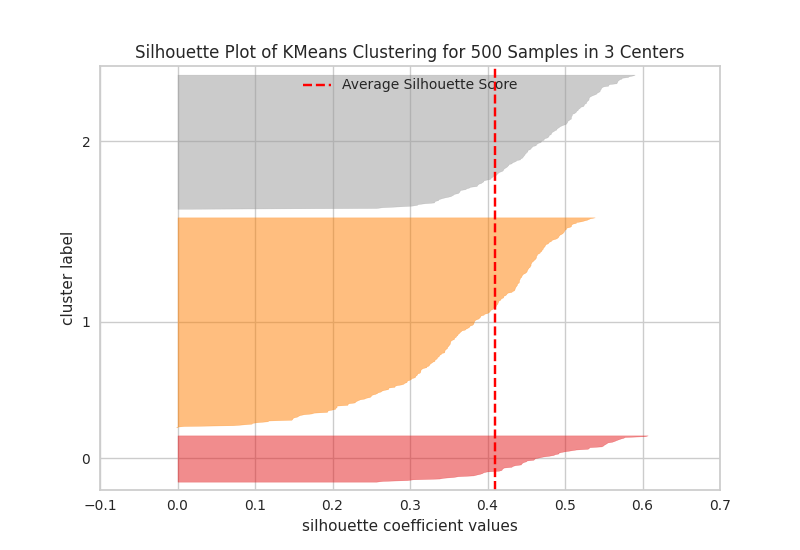 Silhouette Plot of KMeans Clustering for 500 Samples in 3 Centers
Average Silhouette Score
cluster label
2
1
0
−0.1 0.0 0.1 0.2 0.3 0.4 0.5 0.6 0.7
silhouette coefficient values